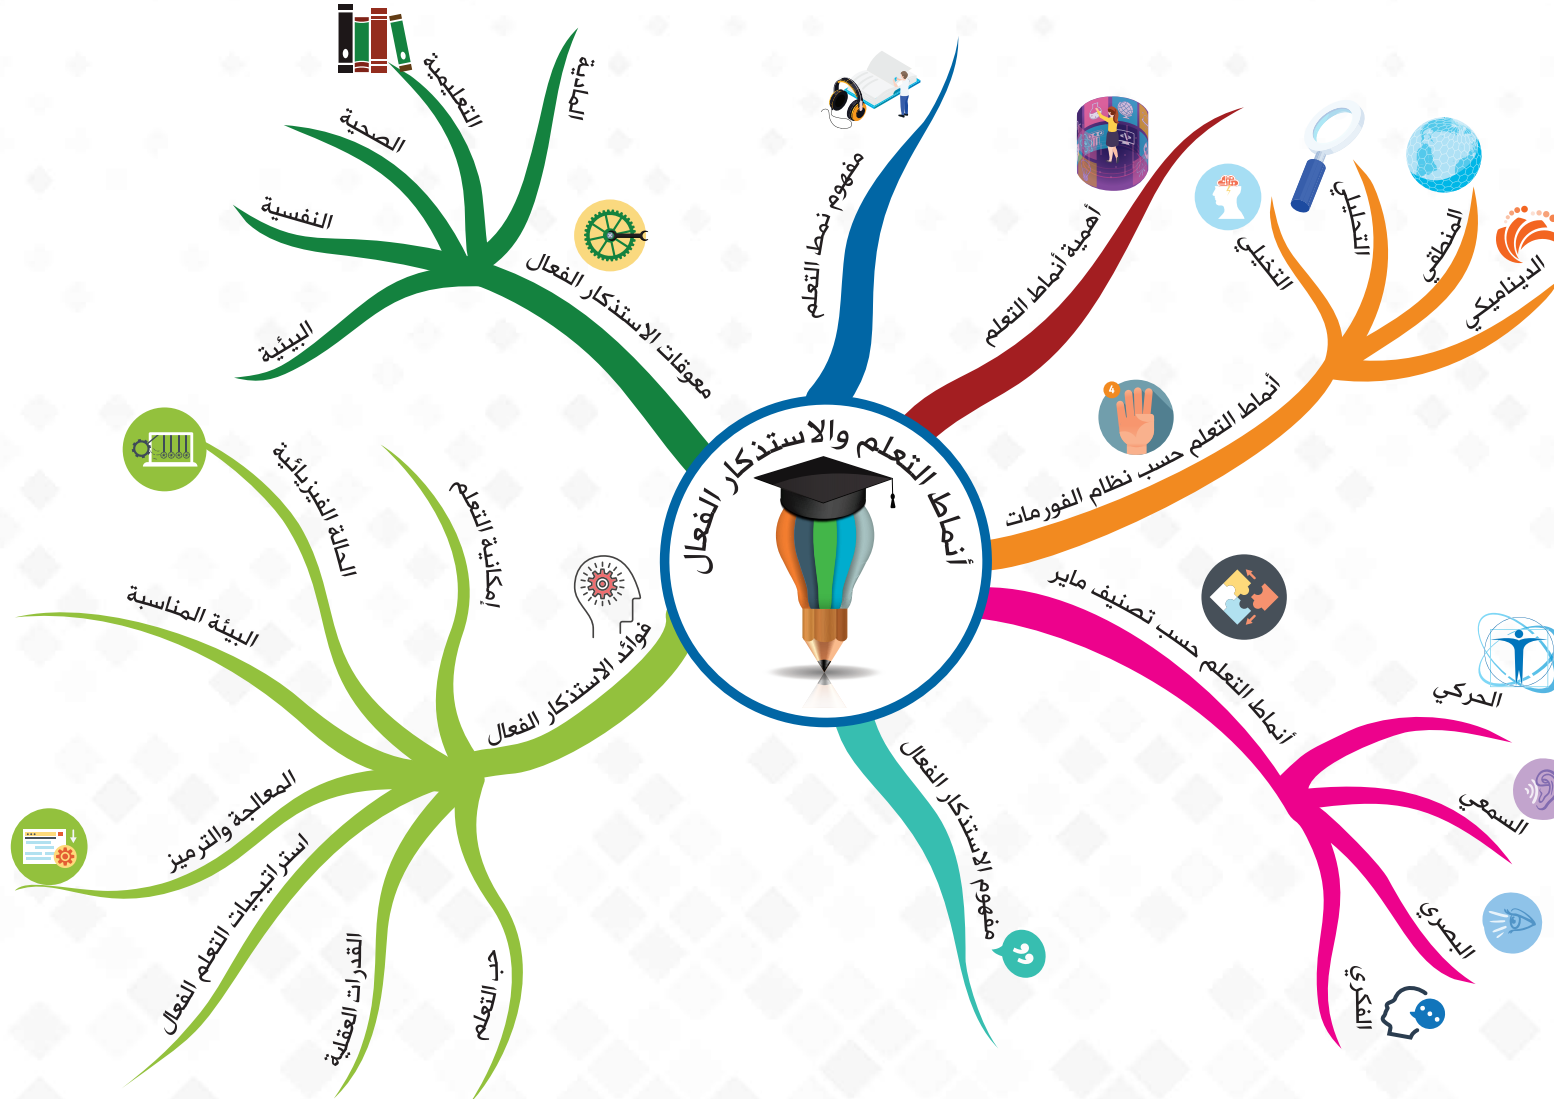 أنماط التعلم والاستذكار الفعال
مفهوم نمط التعلم
أهمية أنماط التعلم
أنماط التعلم حسب نظام الفورمات
التخيلي
التحليلي
المنطقي
الديناميكي
4
أنماط التعلم حسب تصنيف ماير
الحركي
السمعي
البصري
الفكري
مفهوم الاستذكار الفعال
فوائد الاستذكار الفعال
حب التعلم
القدرات العقلية
استراتيجيات التعلم الفعال
المعالجة والترميز
البيئة المناسبة
الحالة الفيزيائية
إمكانية التعلم
معوقات الاستذكار الفعال
البيئية
النفسية
الصحية
التعليمية
المادية